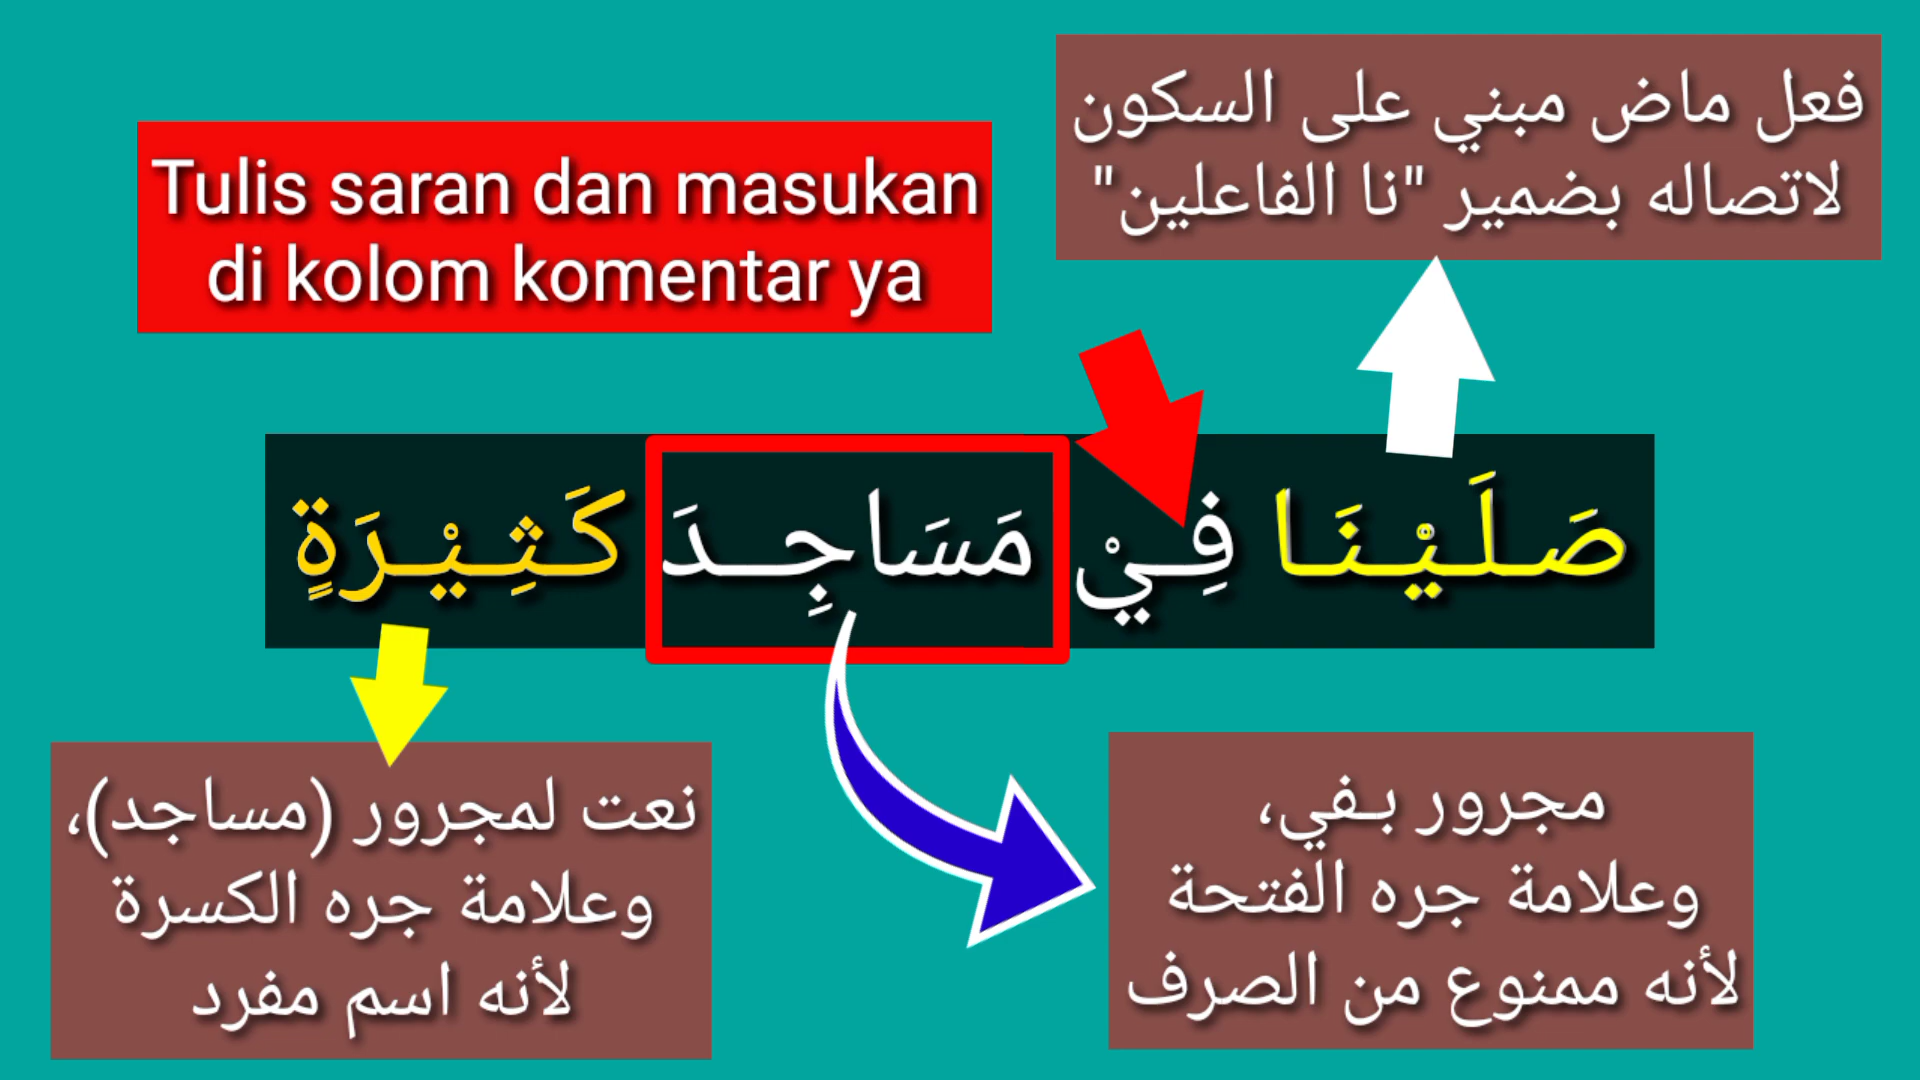 فعل ماض مبني على السكون
لاتصاله بضمير "نا الفاعلين"
Tulis saran dan masukan
di kolom komentar ya
صَلَيْنَا فِيْ مَسَاجِدَ كَثِيْرَةٍ
مجرور بفي،
وعلامة جره الفتحة
لأنه ممنوع من الصرف
نعت لمجرور (مساجد)،
وعلامة جره الكسرة
لأنه اسم مفرد